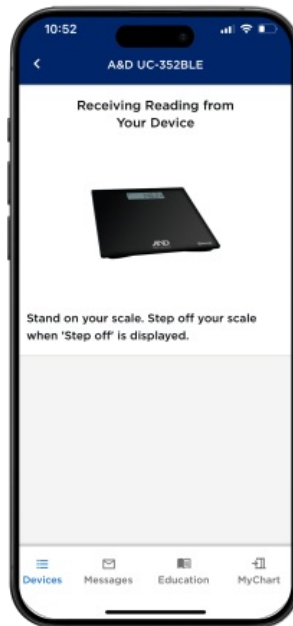 10:52
A&D UC-352BLE
Receiving Reading from
Your Device
AND
Stand on your scale. Step off your scale
when 'Step off' is displayed.
Devices Messages Education MyChart